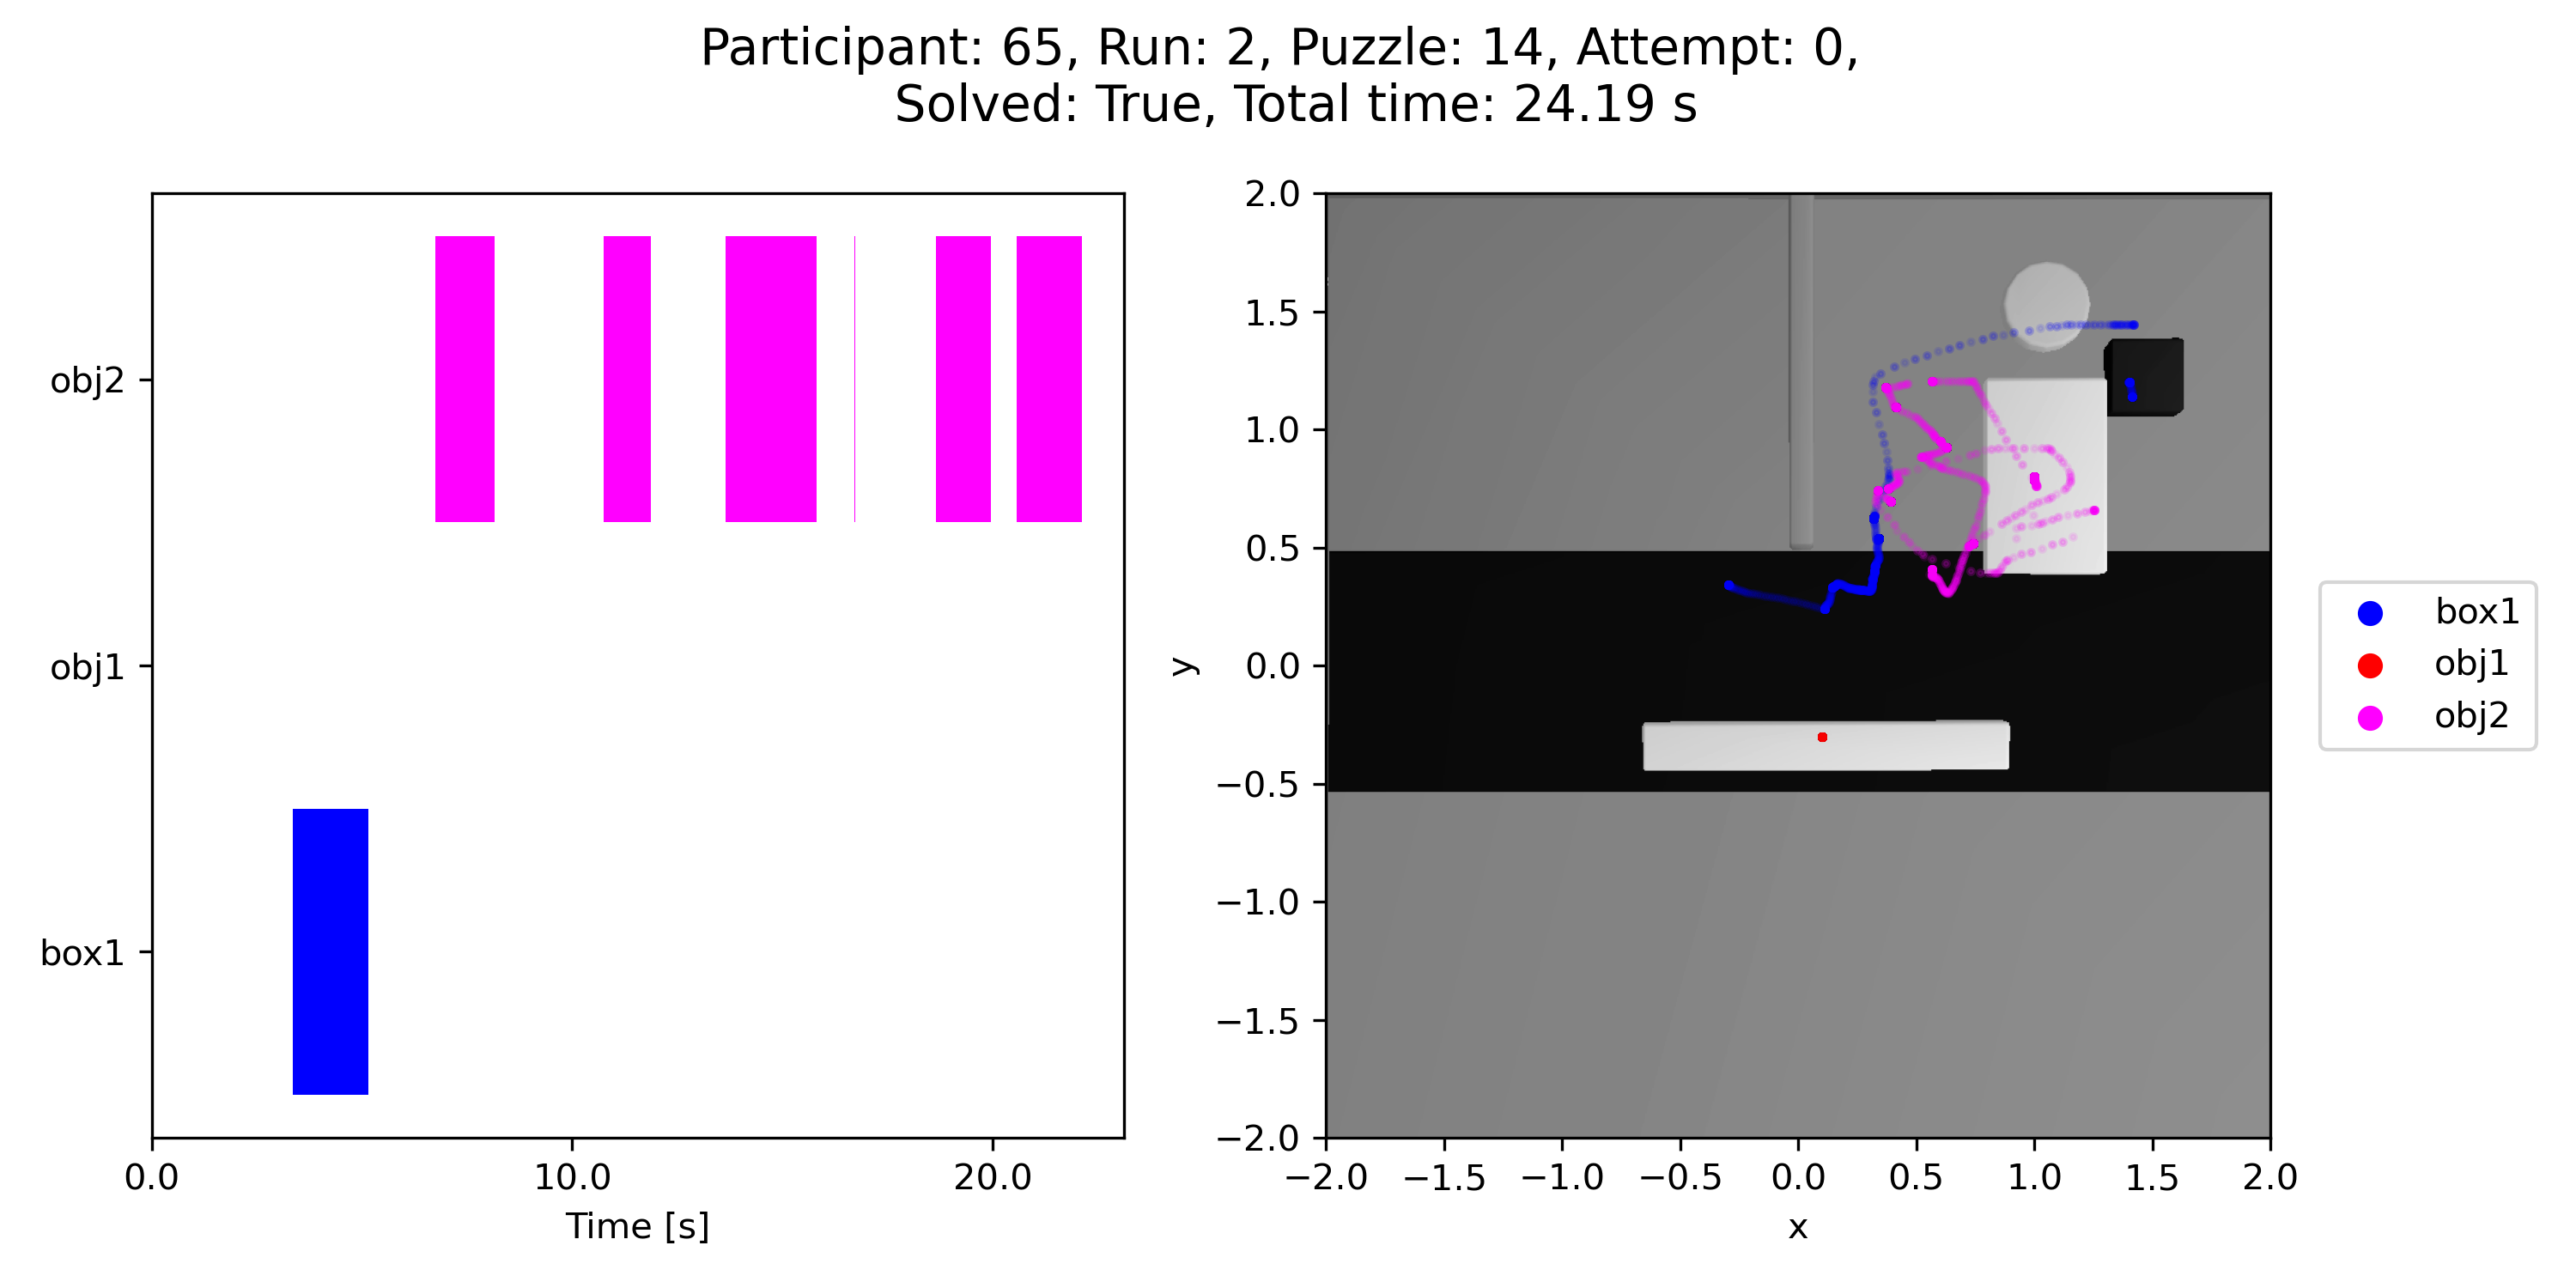 Participant: 65, Run: 2, Puzzle: 14, Attempt: 0,
Solved: True, Total time: 24.19 s
obj2
obj1
box1
0.0 10.0 20.0
Time [s]
2.0
1.5
1.0
0.5
0.0
−0.5
−1.0
−1.5
−2.0
y
−2.0 −1.5 −1.0 −0.5 0.0 0.5 1.0 1.5 2.0
x
box1
obj1
obj2